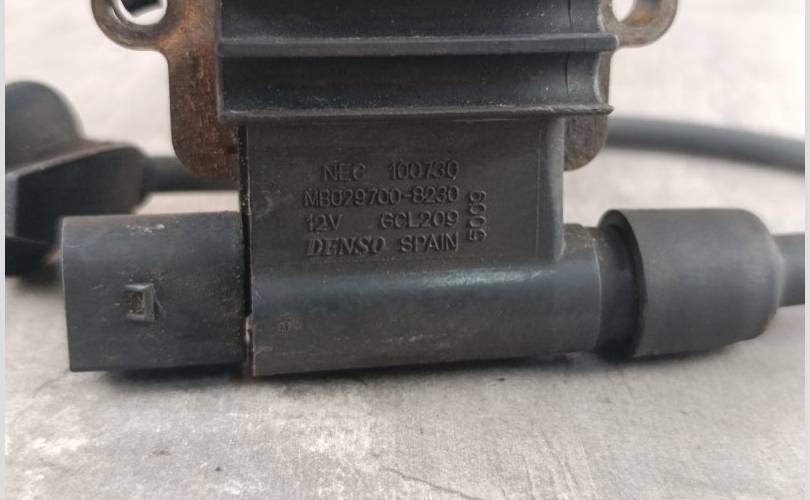 NEC 100730
MB029700-8230
12V GCL209
DENSO SPAIN
5009